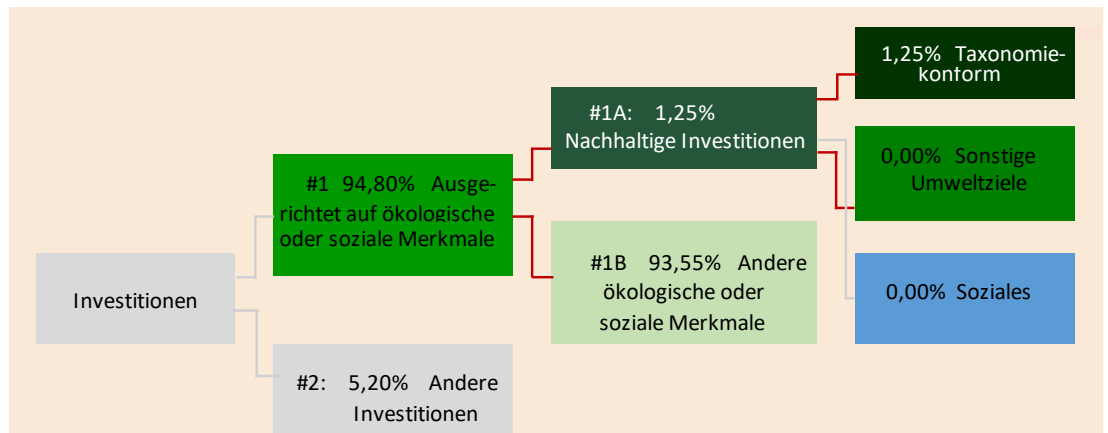 Investitionen
#1 94,80% Ausge-
richtet auf ökologische
oder soziale Merkmale
#2: 5,20% Andere
Investitionen
#1A: 1,25%
Nachhaltige Investitionen
#1B 93,55% Andere
ökologische oder
soziale Merkmale
1,25% Taxonomie-
konform
0,00% Sonstige
Umweltziele
0,00% Soziales